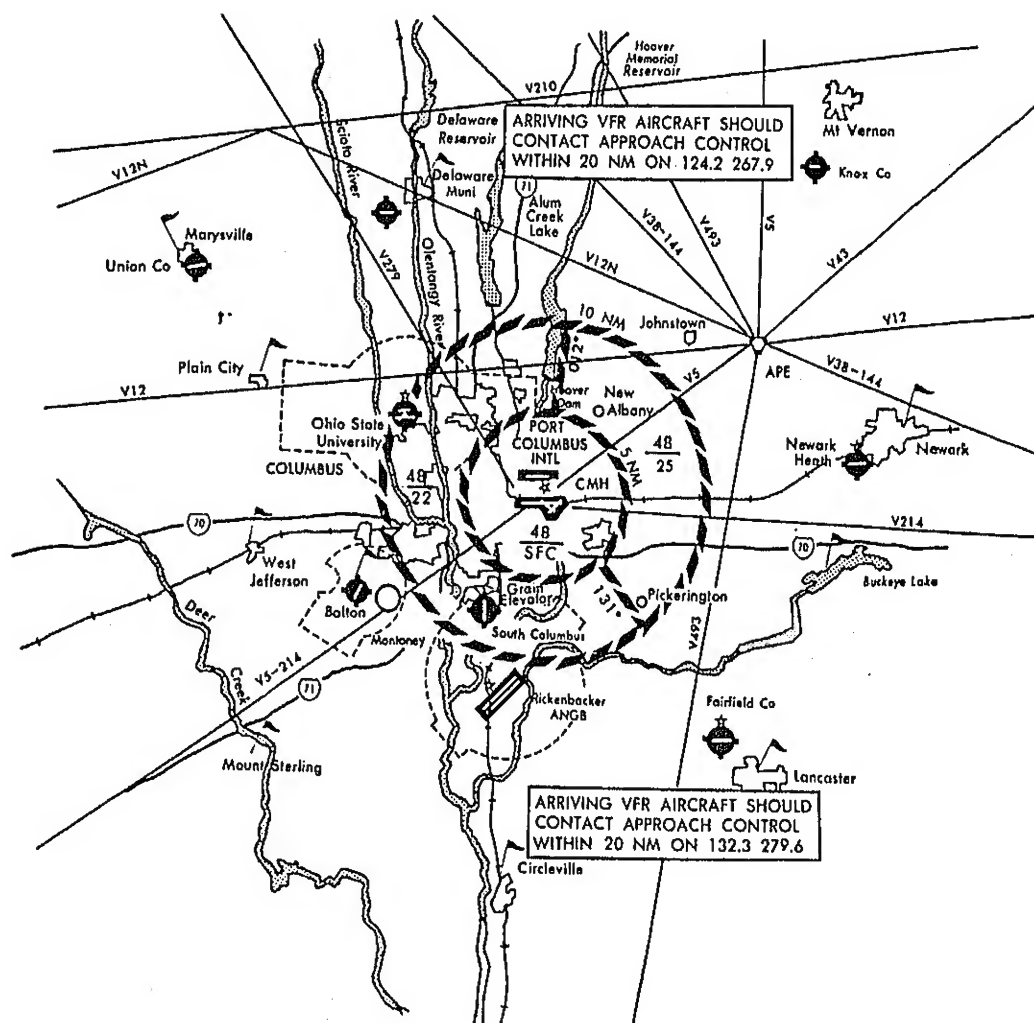 Hoover
Memorial
Reservoir
V210
V12N
Scioto River
Delaware
Reservoir
ARRIVING VFR AIRCRAFT SHOULD
CONTACT APPROACH CONTROL
WITHIN 20 NM ON 124.2 267.9
Mt Vernon
Knox Co
Delaware
Muni
71
Alum
Creek
Lake
Marysville
Union Co
V279
Olentangy River
V38-144
V493
V5
V43
V12N
10 NM
Johnstown
V12
Plain City
V12
012°
V5
APE
V38-144
Dam
New
Albany
Ohio State
University
PORT
COLUMBUS
INTL
COLUMBUS
48
22
5 NM
48
25
Newark
Heath
Newark
CMH
V214
70
48
SFC
70
West
Jefferson
Buckeye Lake
Bolton
Grain
Elevator
131°
Pickerington
South Columbus
Montoney
V5-214
Deer
Creek
71
V493
Rickenbacker
ANGB
Fairfield Co
Mount Sterling
Lancaster
ARRIVING VFR AIRCRAFT SHOULD
CONTACT APPROACH CONTROL
WITHIN 20 NM ON 132.3 279.6
Circleville